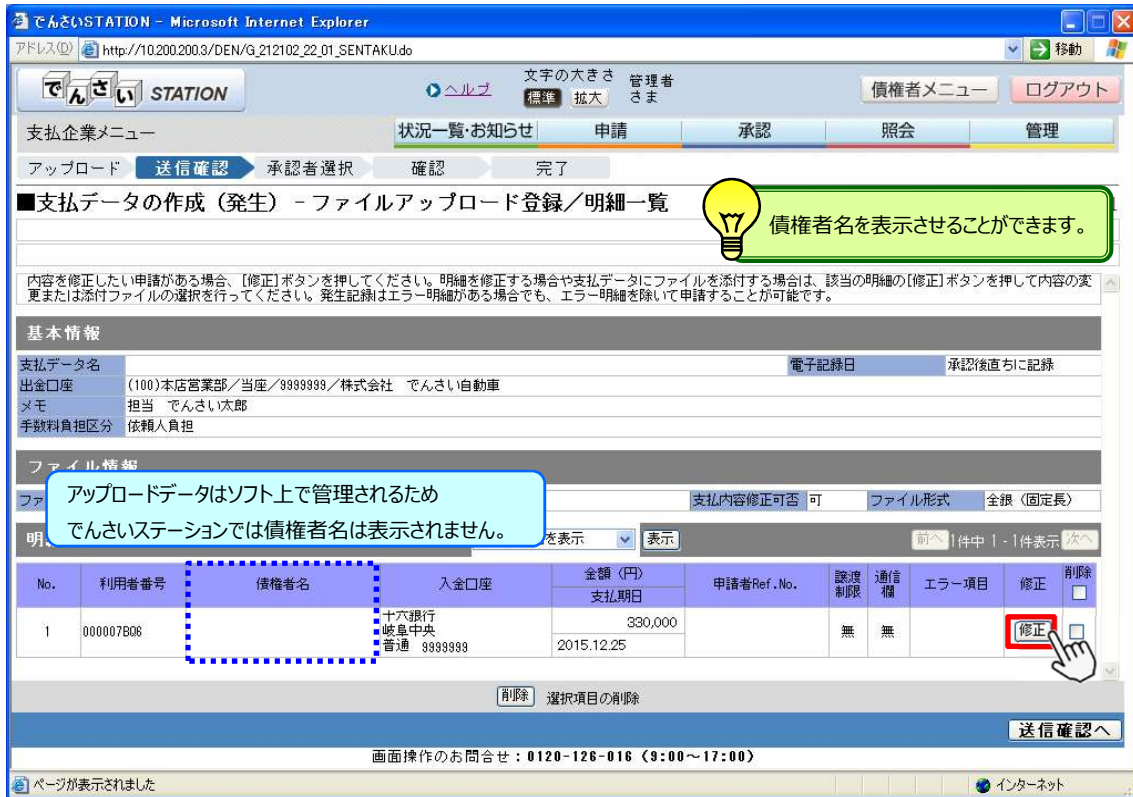 でんさいSTATION - Microsoft Internet Explorer
アドレス(D) http://10.200.200.3/DEN/G_212102_22_01_SENTAKU.do 移動
でんさい STATION
ヘルプ
文字の大きさ
標準 拡大
管理者
さま
債権者メニュー ログアウト
支払企業メニュー 状況一覧・お知らせ 申請 承認 照会 管理
アップロード 送信確認 承認者選択 確認 完了
■支払データの作成（発生）－ファイルアップロード登録／明細一覧
債権者名を表示させることができます。
内容を修正したい申請がある場合、[修正]ボタンを押してください。明細を修正する場合や支払データにファイルを添付する場合は、該当の明細の[修正]ボタンを押して内容の変
更または添付ファイルの選択を行ってください。発生記録はエラー明細がある場合でも、エラー明細を除いて申請することが可能です。
基本情報
支払データ名 電子記録日 承認後直ちに記録
出金口座 (100)本店営業部／当座／9999999／株式会社　でんさい自動車
メモ 担当　でんさい太郎
手数料負担区分 依頼人負担
ファイル情報
アップロードデータはソフト上で管理されるため
でんさいステーションでは債権者名は表示されません。
支払内容修正可否 可 ファイル形式 全銀（固定長）
を表示 表示 前へ 1件中 1 - 1件表示 次へ
No. 利用者番号 債権者名 入金口座 金額（円） 支払期日 申請者Ref.No. 譲渡制限 通信欄 エラー項目 修正 削除
1 000007B06 十六銀行 330,000 無 無 修正
岐阜中央
普通 9999999 2015.12.25
削除 選択項目の削除
送信確認へ
画面操作のお問合せ：0120-126-016（9:00～17:00）
ページが表示されました インターネット